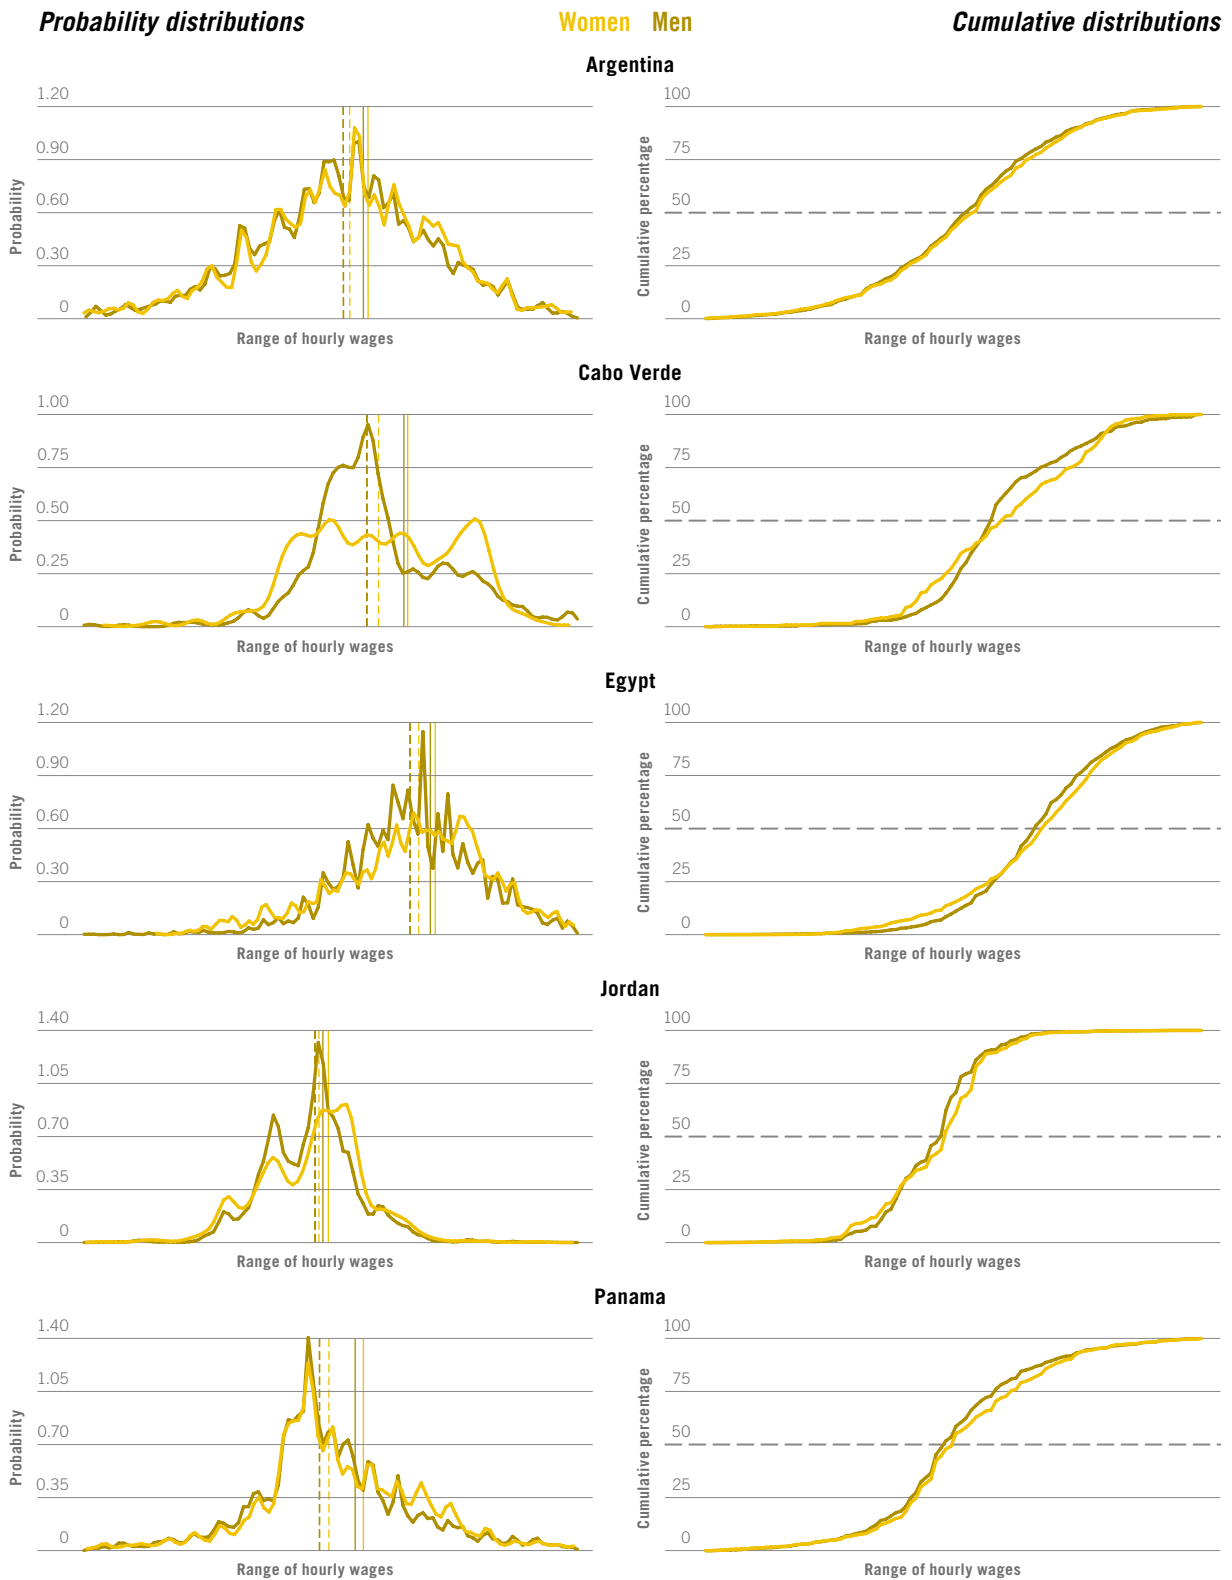 Probability distributions Women Men Cumulative distributions
Argentina
1.20
0.90
0.60
0.30
0
Probability
Range of hourly wages
100
75
50
25
0
Cumulative percentage
Range of hourly wages
Cabo Verde
1.00
0.75
0.50
0.25
0
Probability
Range of hourly wages
100
75
50
25
0
Cumulative percentage
Range of hourly wages
Egypt
1.20
0.90
0.60
0.30
0
Probability
Range of hourly wages
100
75
50
25
0
Cumulative percentage
Range of hourly wages
Jordan
1.40
1.05
0.70
0.35
0
Probability
Range of hourly wages
100
75
50
25
0
Cumulative percentage
Range of hourly wages
Panama
1.40
1.05
0.70
0.35
0
Probability
Range of hourly wages
100
75
50
25
0
Cumulative percentage
Range of hourly wages